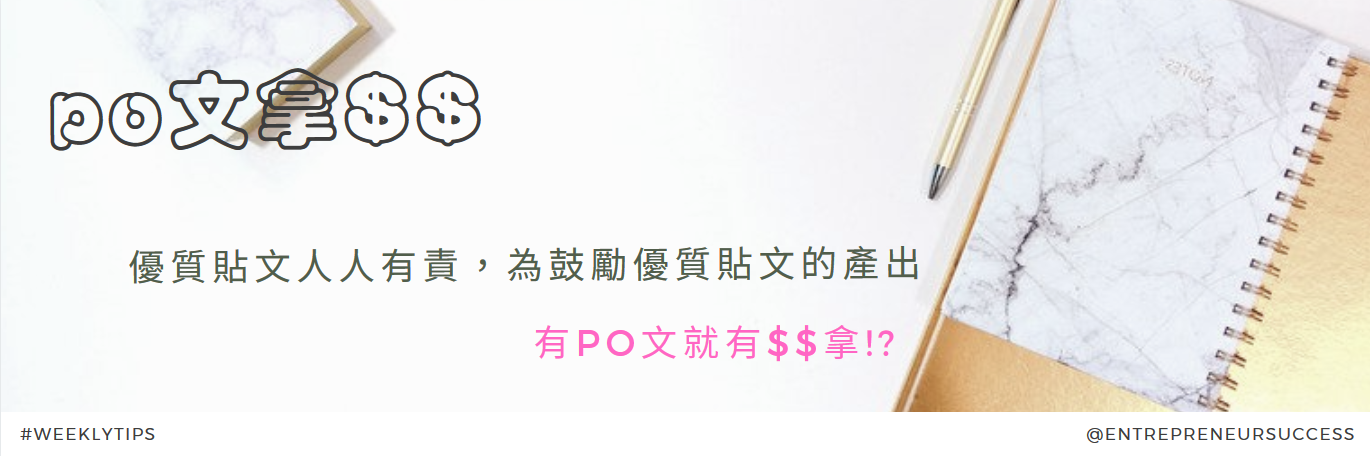 po文拿$$
NOTES
優質貼文人人有責，為鼓勵優質貼文的產出
有PO文就有$$拿!?
#WEEKLYTIPS
@ENTREPRENEURSUCCESS